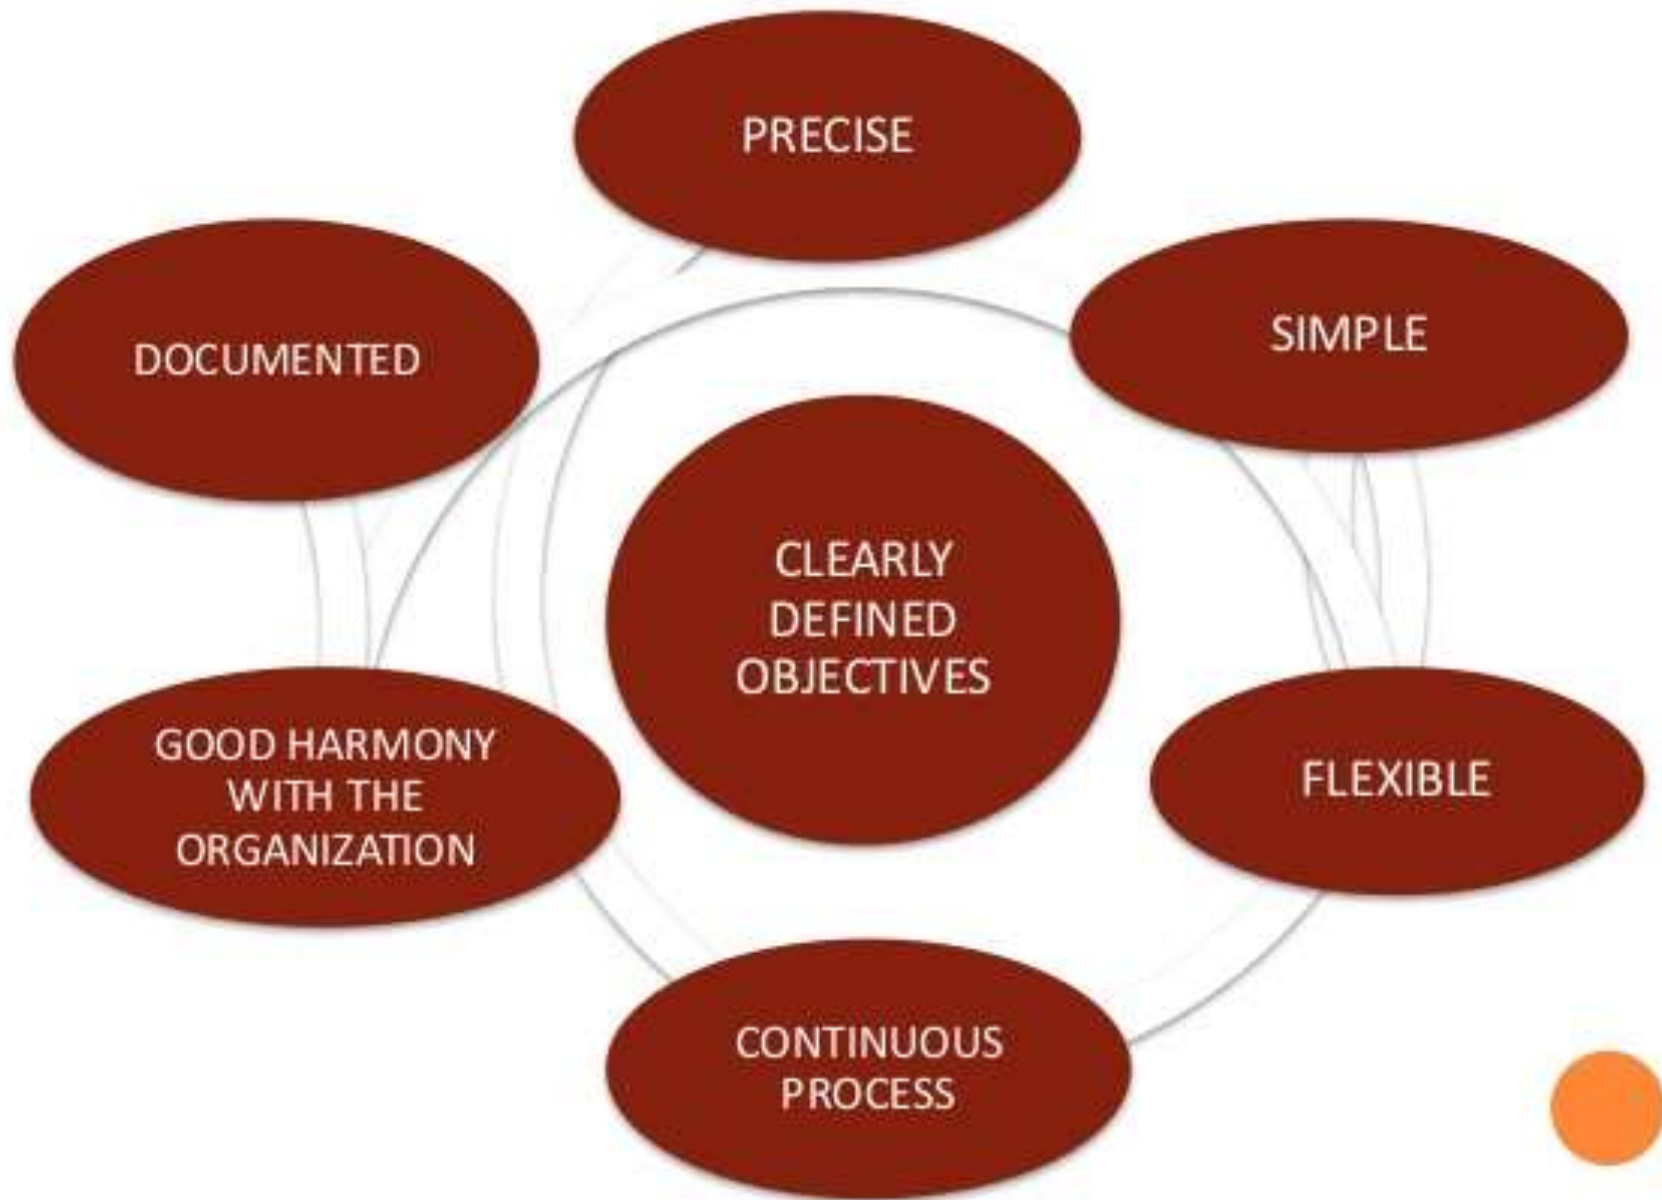 PRECISE
SIMPLE
DOCUMENTED
CLEARLY
DEFINED
OBJECTIVES
FLEXIBLE
GOOD HARMONY
WITH THE
ORGANIZATION
CONTINUOUS
PROCESS